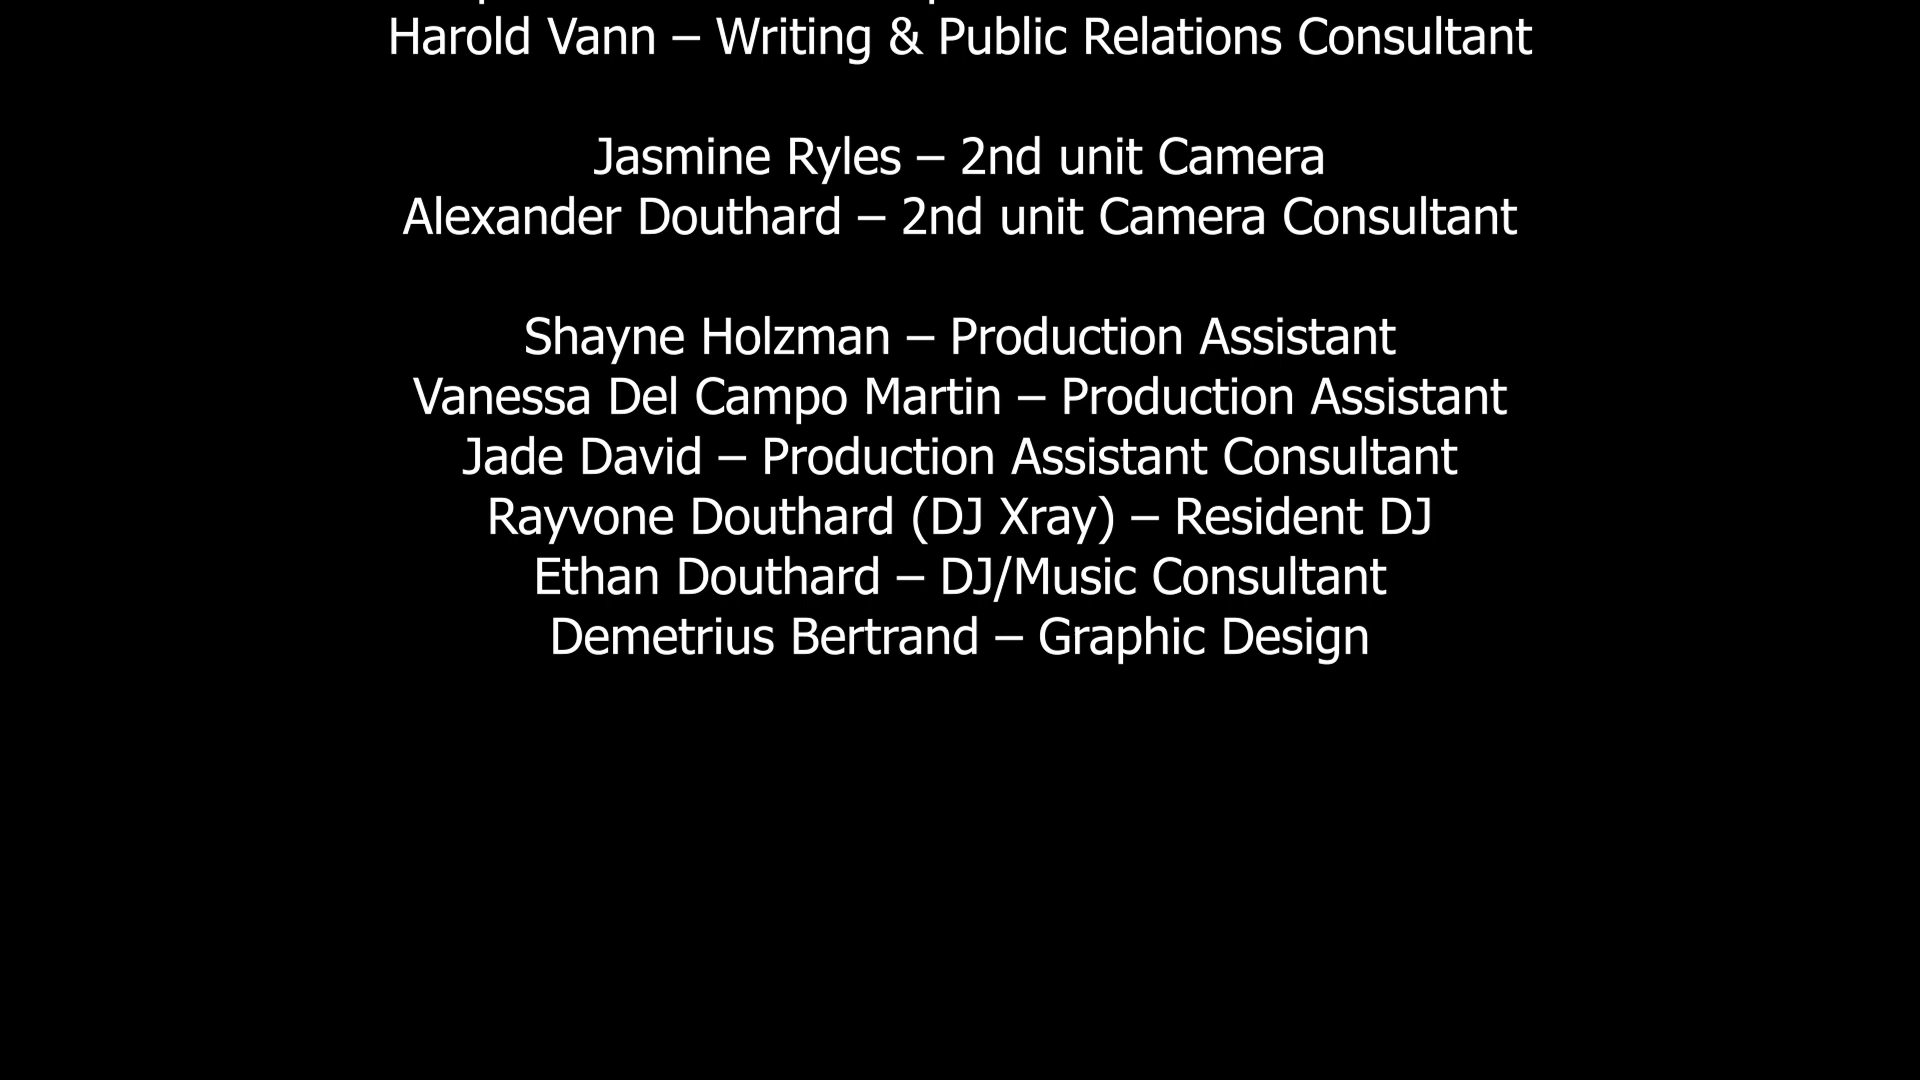 Harold Vann – Writing & Public Relations Consultant
Jasmine Ryles – 2nd unit Camera
Alexander Douthard – 2nd unit Camera Consultant
Shayne Holzman – Production Assistant
Vanessa Del Campo Martin – Production Assistant
Jade David – Production Assistant Consultant
Rayvone Douthard (DJ Xray) – Resident DJ
Ethan Douthard – DJ/Music Consultant
Demetrius Bertrand – Graphic Design